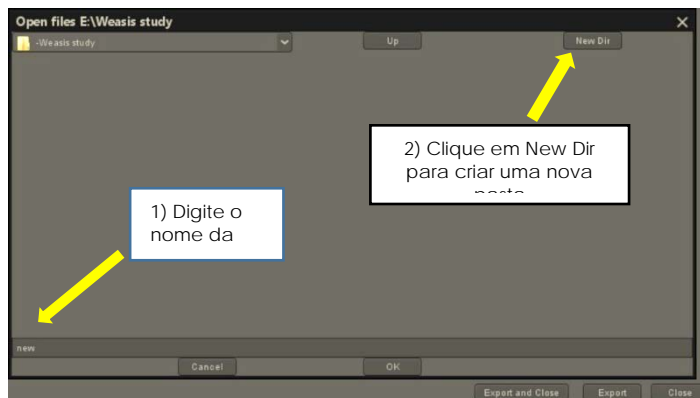 Open files E:\Weasis study
-Weasis study
Up
New Dir
2) Clique em New Dir
para criar uma nova
1) Digite o
nome da
new
Cancel
OK
Export and Close
Export
Close